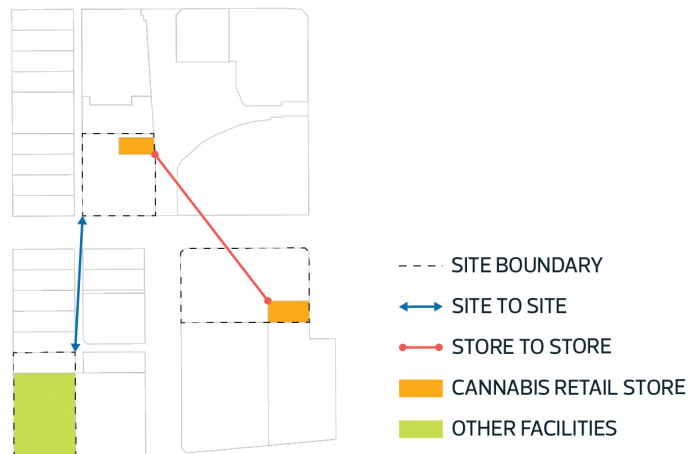 SITE BOUNDARY
SITE TO SITE
STORE TO STORE
CANNABIS RETAIL STORE
OTHER FACILITIES